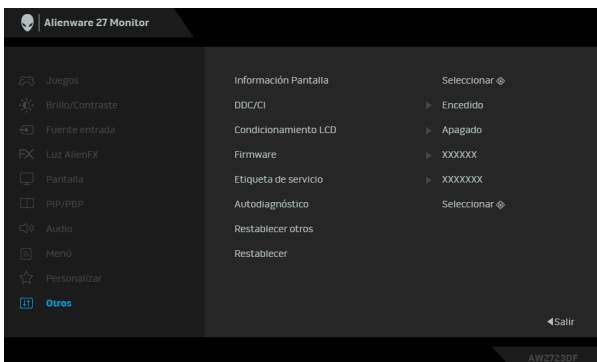 Alienware 27 Monitor
Juegos
Brillo/Contraste
Fuente entrada
FX Luz AlienFX
Pantalla
PIP/PBP
Audio
Menú
Personalizar
Otros
Información Pantalla Seleccionar
DDC/CI Encedido
Condicionamiento LCD Apagado
Firmware XXXXXX
Etiqueta de servicio XXXXXXX
Autodiagnóstico Seleccionar
Restablecer otros
Restablecer
Salir
AW2723DF